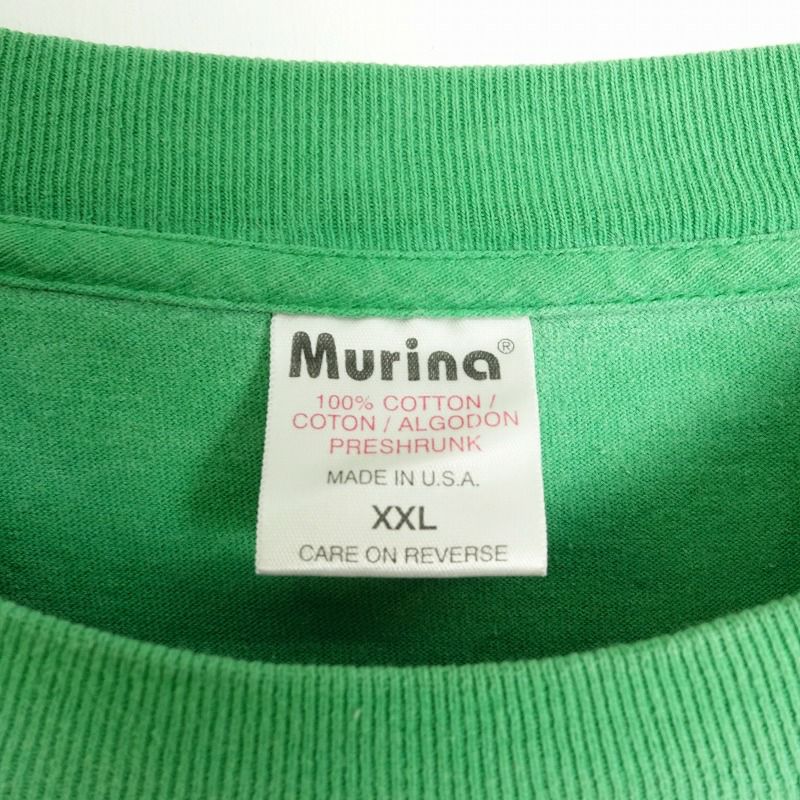 Murina®
100% COTTON /
COTON / ALGODON
PRESHRUNK
MADE IN U.S.A.
XXL
CARE ON REVERSE